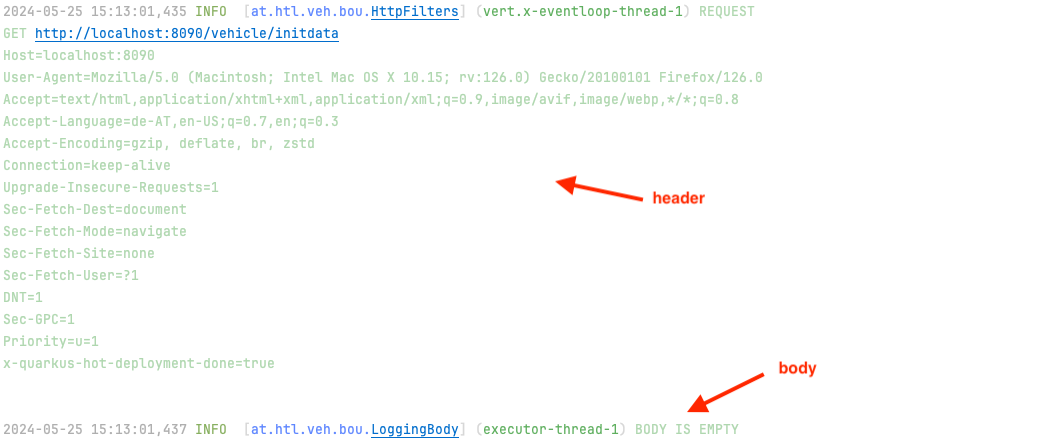 2024-05-25 15:13:01,435 INFO  [at.htl.veh.bou.HttpFilters] (vert.x-eventloop-thread-1) REQUEST
GET http://localhost:8090/vehicle/initdata
Host=localhost:8090
User-Agent=Mozilla/5.0 (Macintosh; Intel Mac OS X 10.15; rv:126.0) Gecko/20100101 Firefox/126.0
Accept=text/html,application/xhtml+xml,application/xml;q=0.9,image/avif,image/webp,*/*;q=0.8
Accept-Language=de-AT,en-US;q=0.7,en;q=0.3
Accept-Encoding=gzip, deflate, br, zstd
Connection=keep-alive
Upgrade-Insecure-Requests=1
header
Sec-Fetch-Dest=document
Sec-Fetch-Mode=navigate
Sec-Fetch-Site=none
Sec-Fetch-User=?1
DNT=1
Sec-GPC=1
Priority=u=1
x-quarkus-hot-deployment-done=true
body
2024-05-25 15:13:01,437 INFO  [at.htl.veh.bou.LoggingBody] (executor-thread-1) BODY IS EMPTY